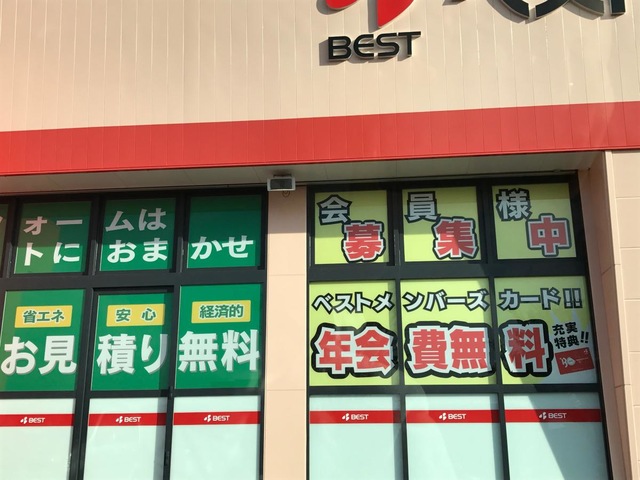 BEST
ォームは
トにおまかせ
省エネ 安心 経済的
お見積り無料
BEST BEST BEST
会員様
募集中
ベストメンバーズカード!!
年会費無料
充実
特典!!
BEST BEST BEST